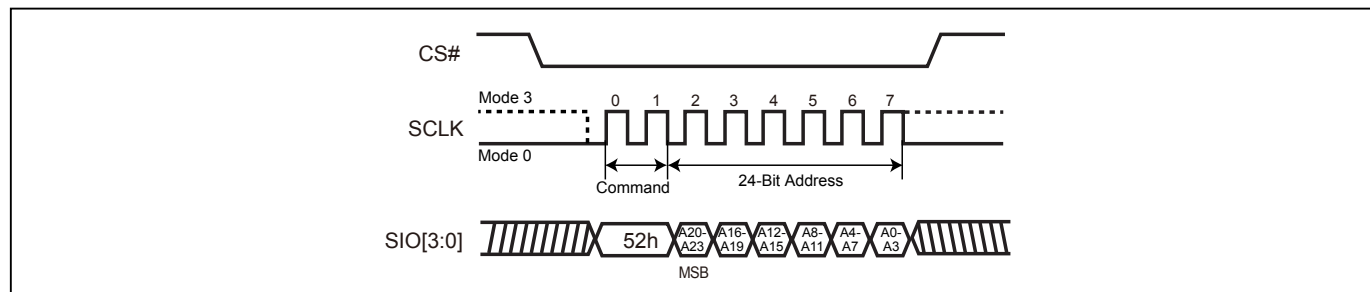 CS#
Mode 3
0 1 2 3 4 5 6 7
SCLK
Mode 0
Command
24-Bit Address
SIO[3:0]
52h
A20-
A23
A16-
A19
A12-
A15
A8-
A11
A4-
A7
A0-
A3
MSB